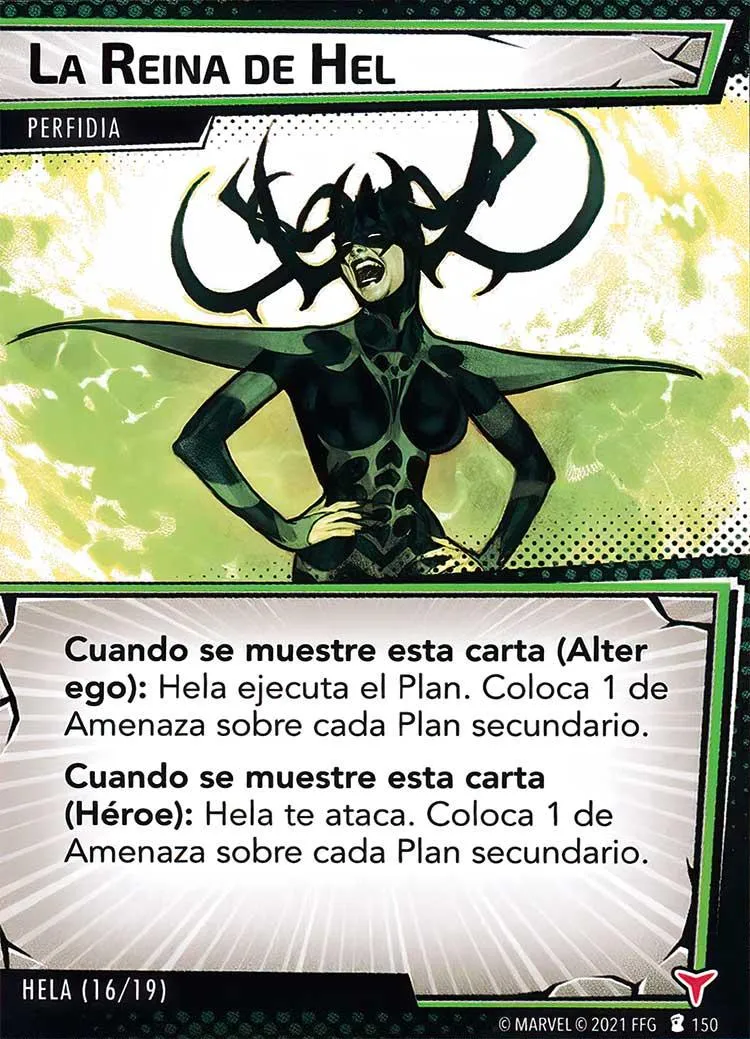 La Reina de Hel
PERFIDIA
Cuando se muestre esta carta (Alter
ego): Hela ejecuta el Plan. Coloca 1 de
Amenaza sobre cada Plan secundario.
Cuando se muestre esta carta
(Héroe): Hela te ataca. Coloca 1 de
Amenaza sobre cada Plan secundario.
HELA (16/19)
© MARVEL © 2021 FFG 150